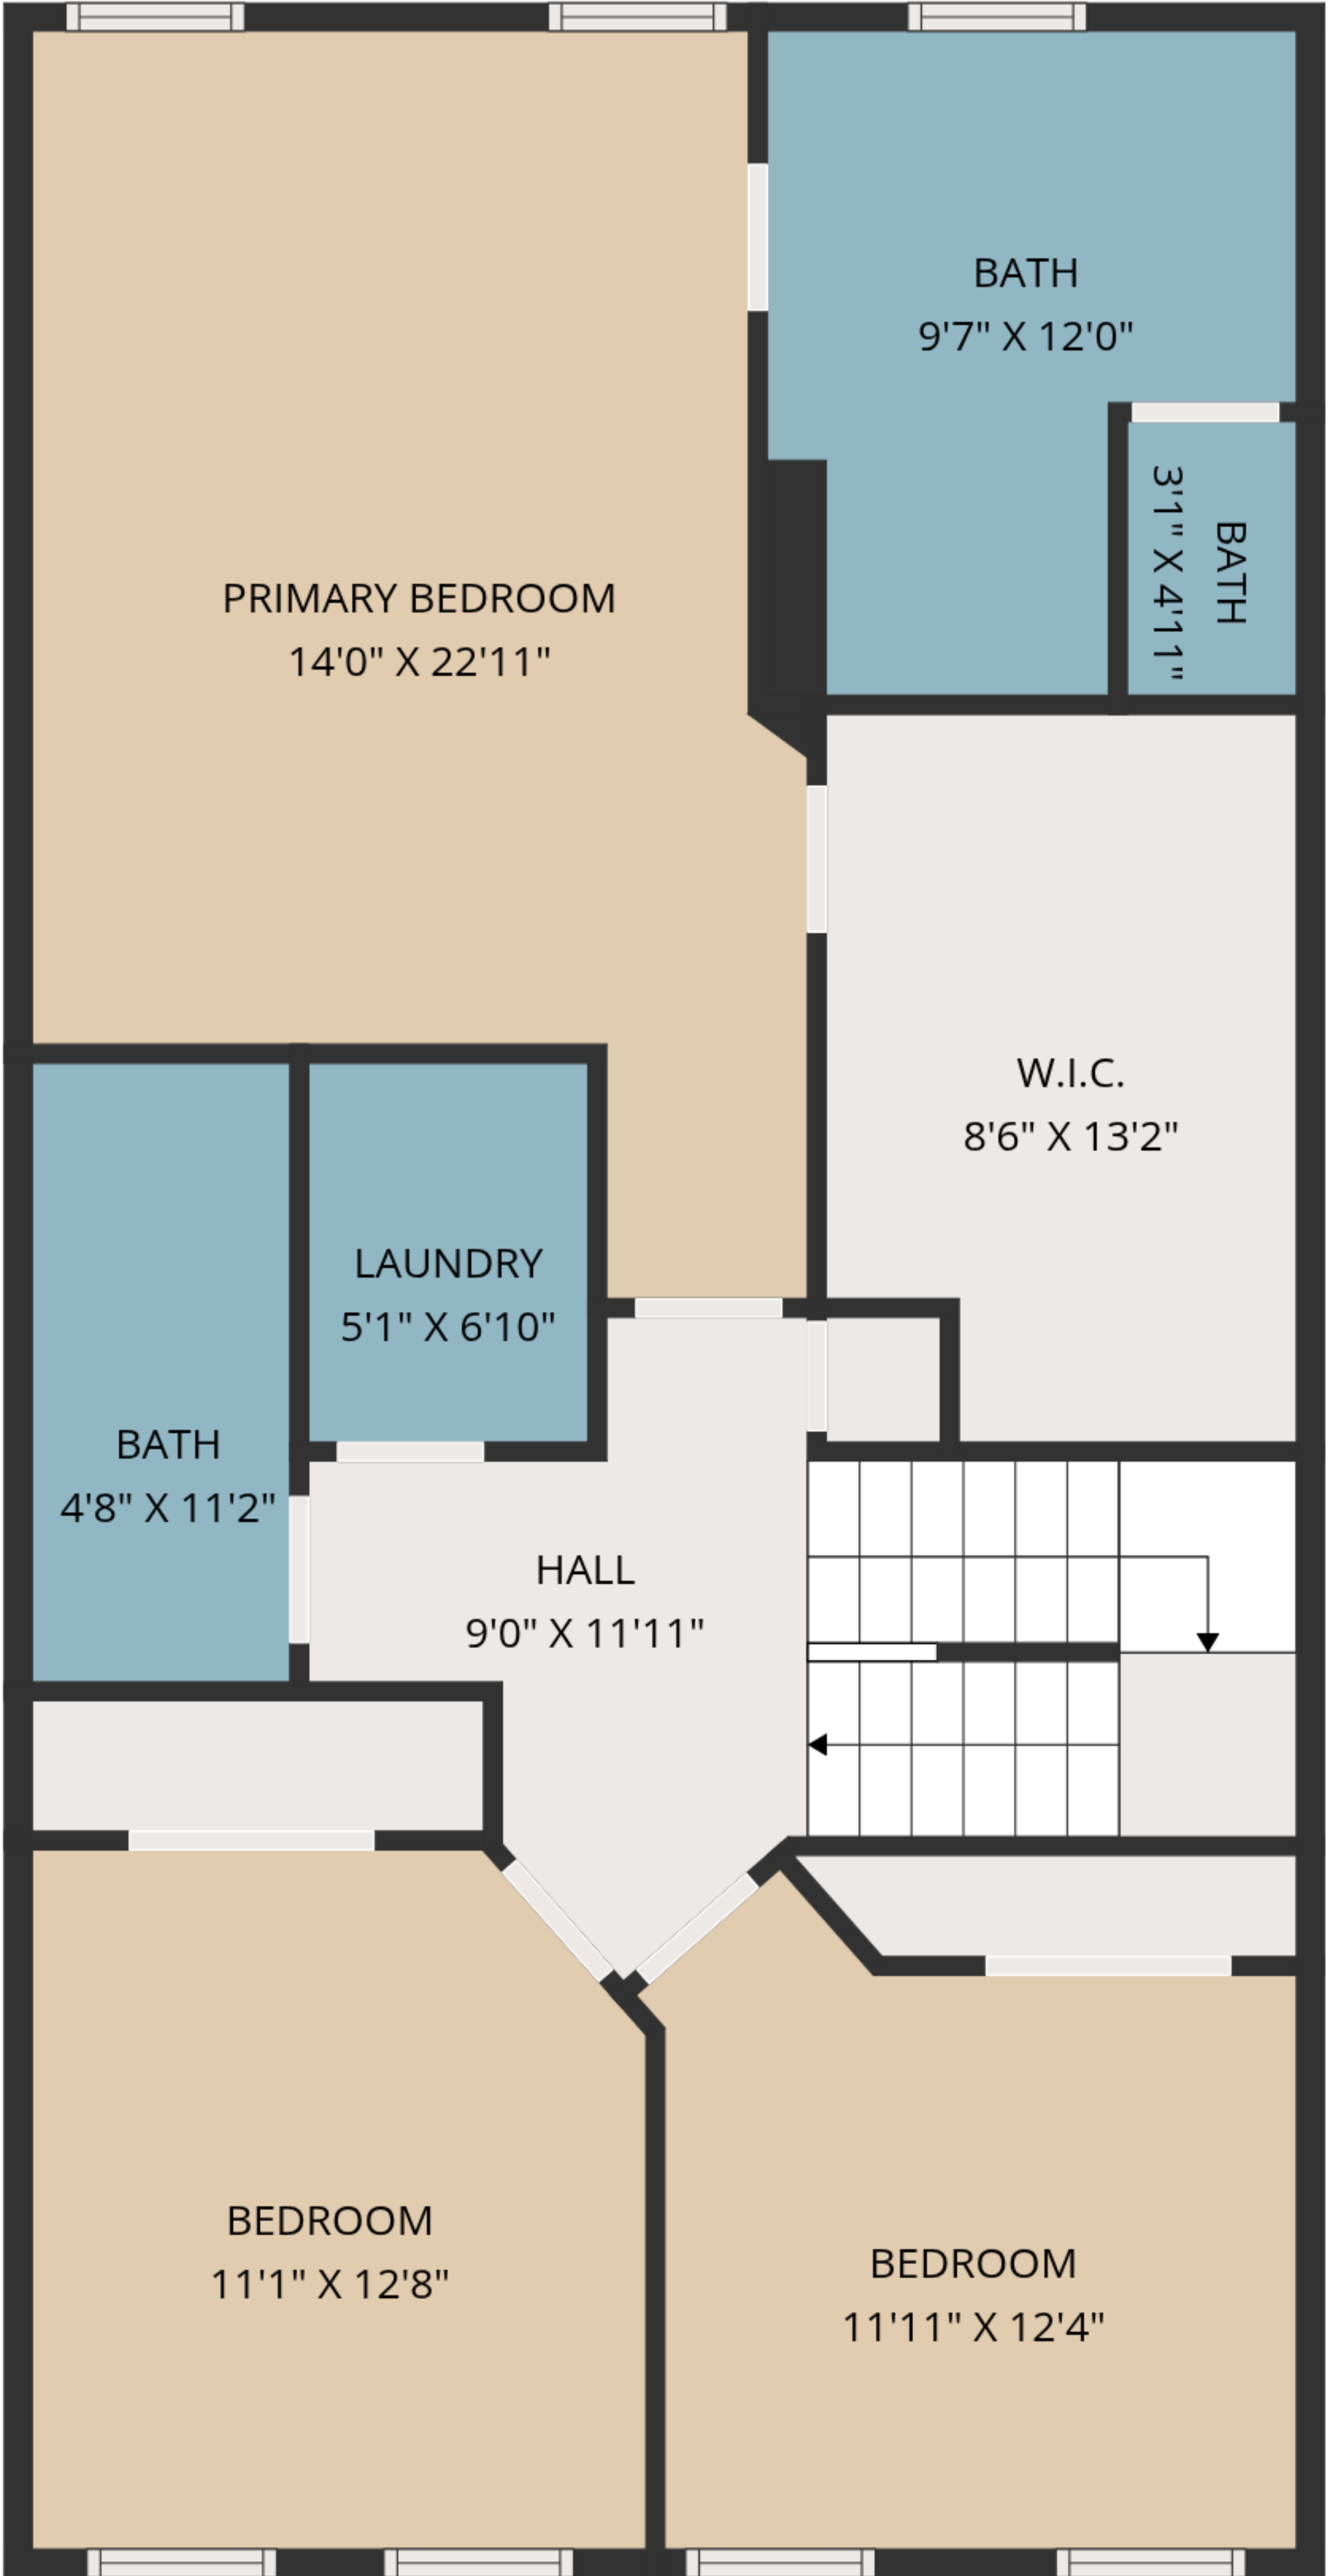 BATH
9'7" X 12'0"
BATH
3'1" X 4'11"
PRIMARY BEDROOM
14'0" X 22'11"
W.I.C.
8'6" X 13'2"
LAUNDRY
5'1" X 6'10"
BATH
4'8" X 11'2"
HALL
9'0" X 11'11"
BEDROOM
11'1" X 12'8"
BEDROOM
11'11" X 12'4"